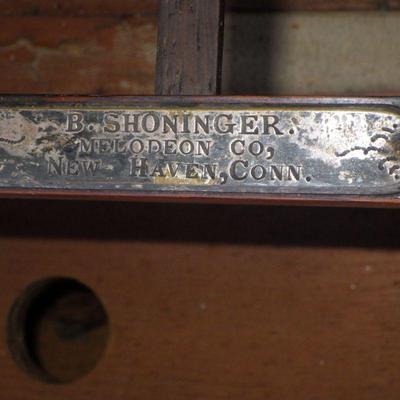 B. SHONINGER.
MELODEON CO,
NEW HAVEN, CONN.